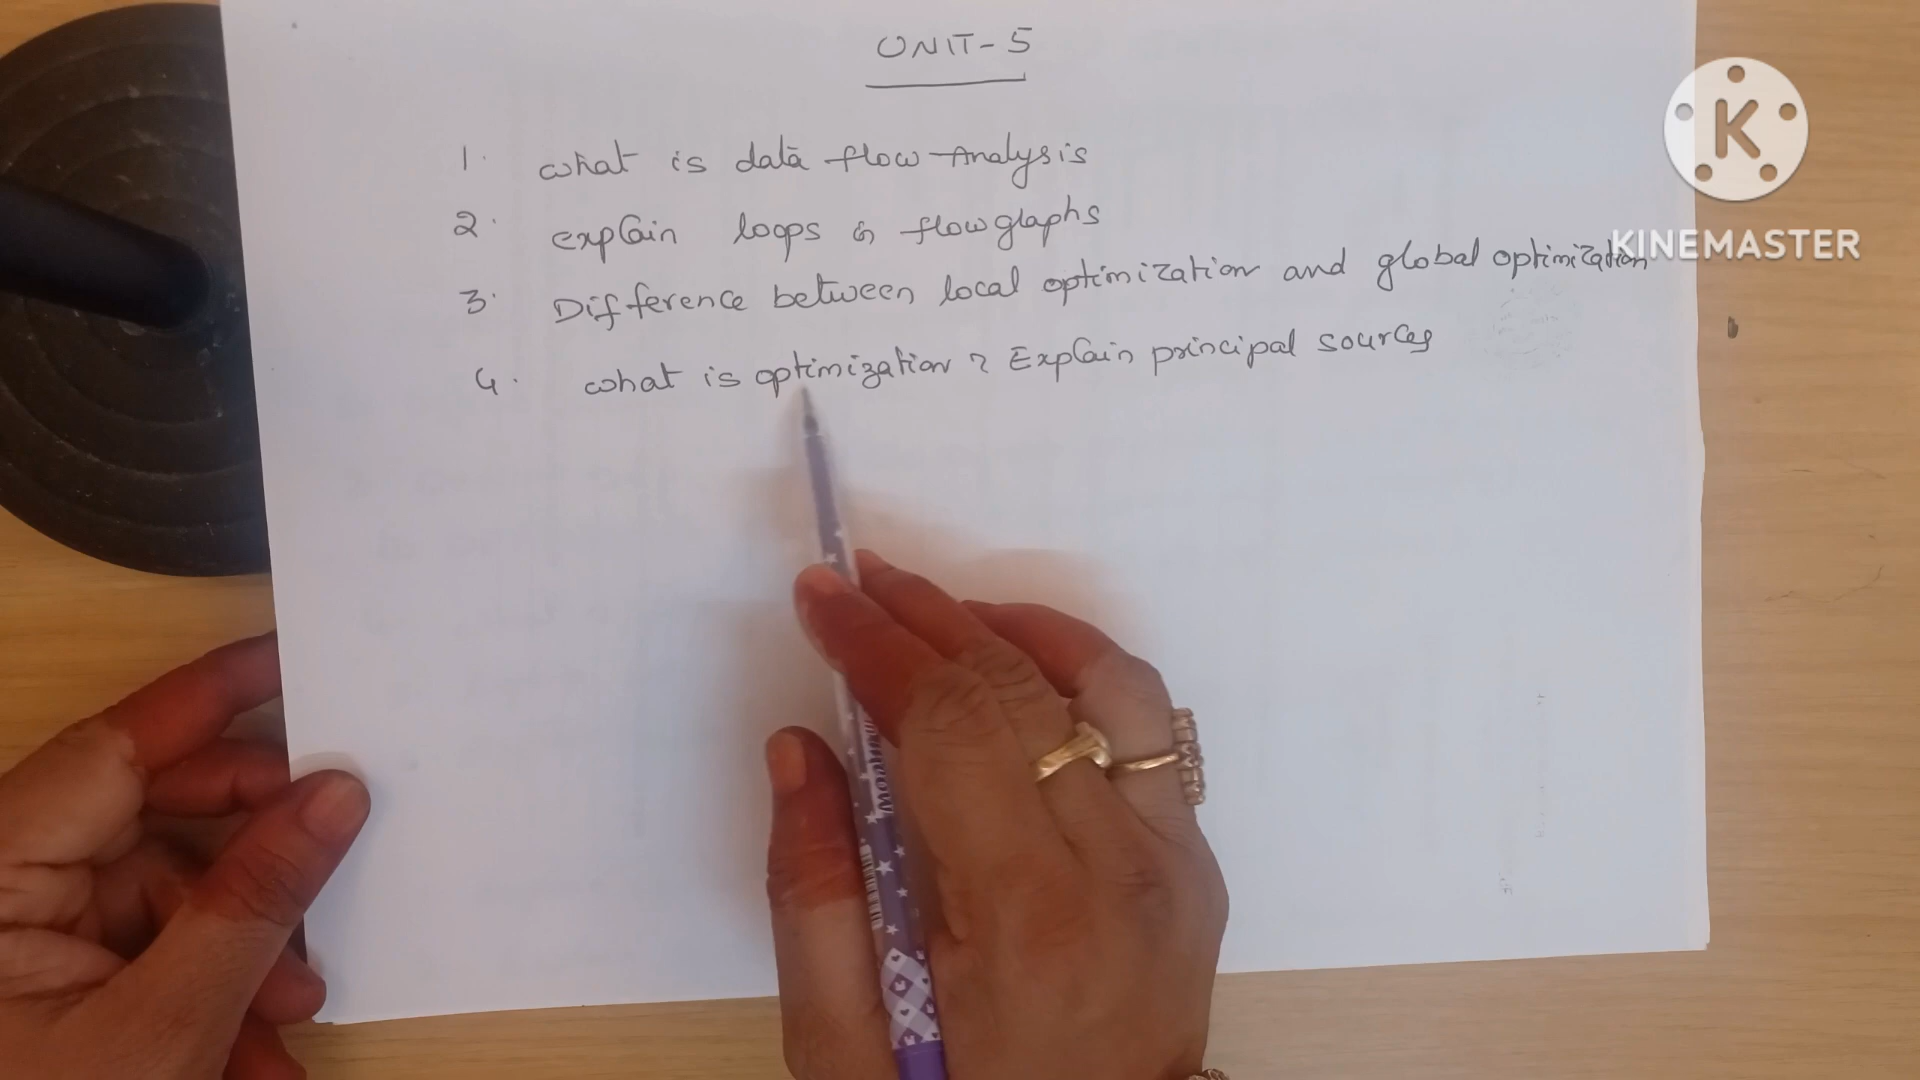 UNIT-5
1. what is data flow Analysis
2. explain loops in flowgraphs
3. Difference between local optimization and global optimization
4. what is optimization? Explain principal sources
K
KINEMASTER